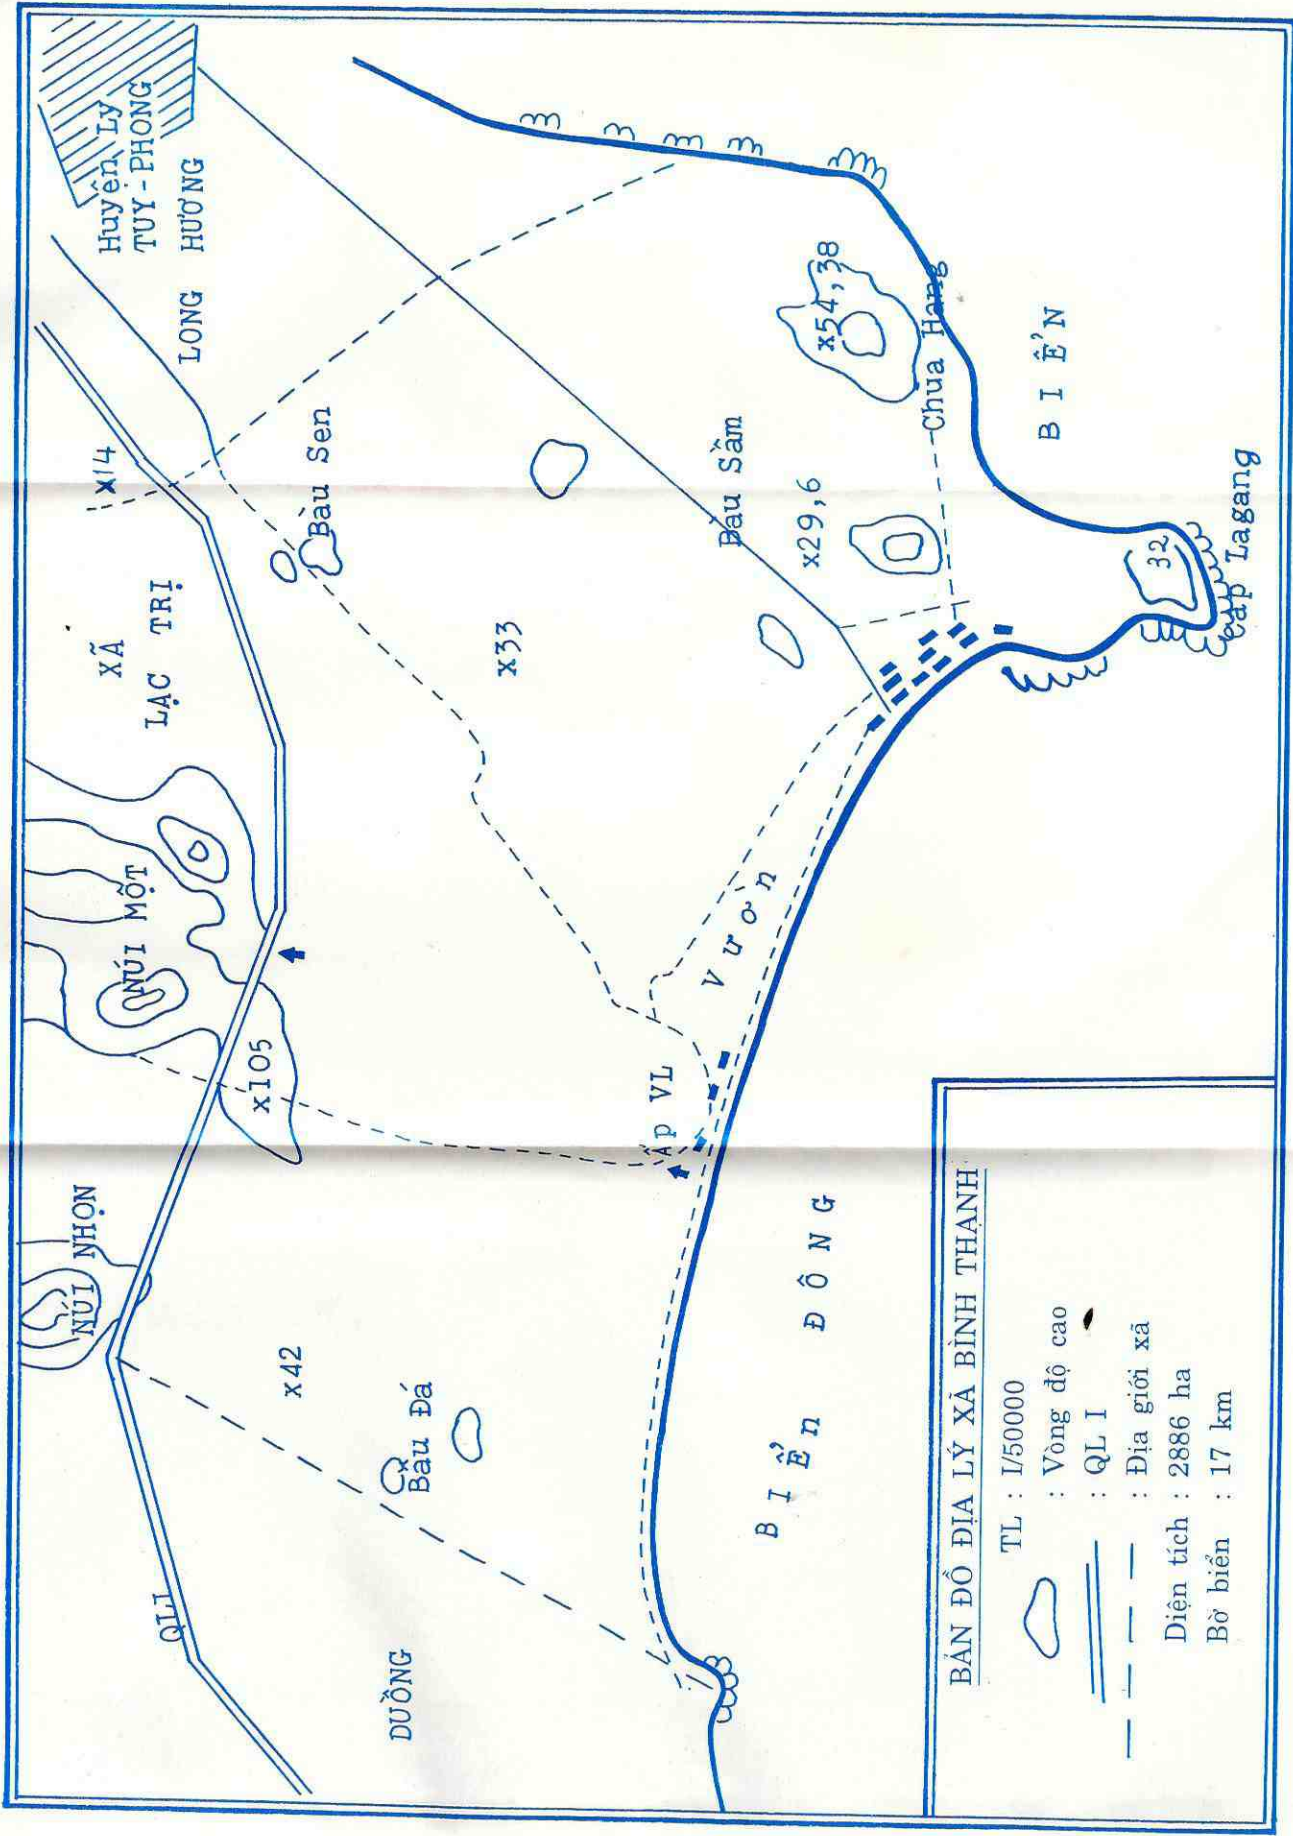 QLI
DUỒNG
NÚI NHỌN
x42
Bàu Đá
x105
NÚI MỘT
XÃ
LẠC TRỊ
x14
Huyện Lỵ
TUY-PHONG
LONG HƯƠNG
Bàu Sen
x33
Ấp VL
Vườn
Bàu Sầm
x29,6
x54,38
Chùa Hang
BIỂN
32
Cap Lagang
BIỂN ĐÔNG
BẢN ĐỒ ĐỊA LÝ XÃ BÌNH THẠNH
TL : I/50000
: Vòng độ cao
: QL I
: Địa giới xã
Diện tích : 2886 ha
Bờ biển : 17 km